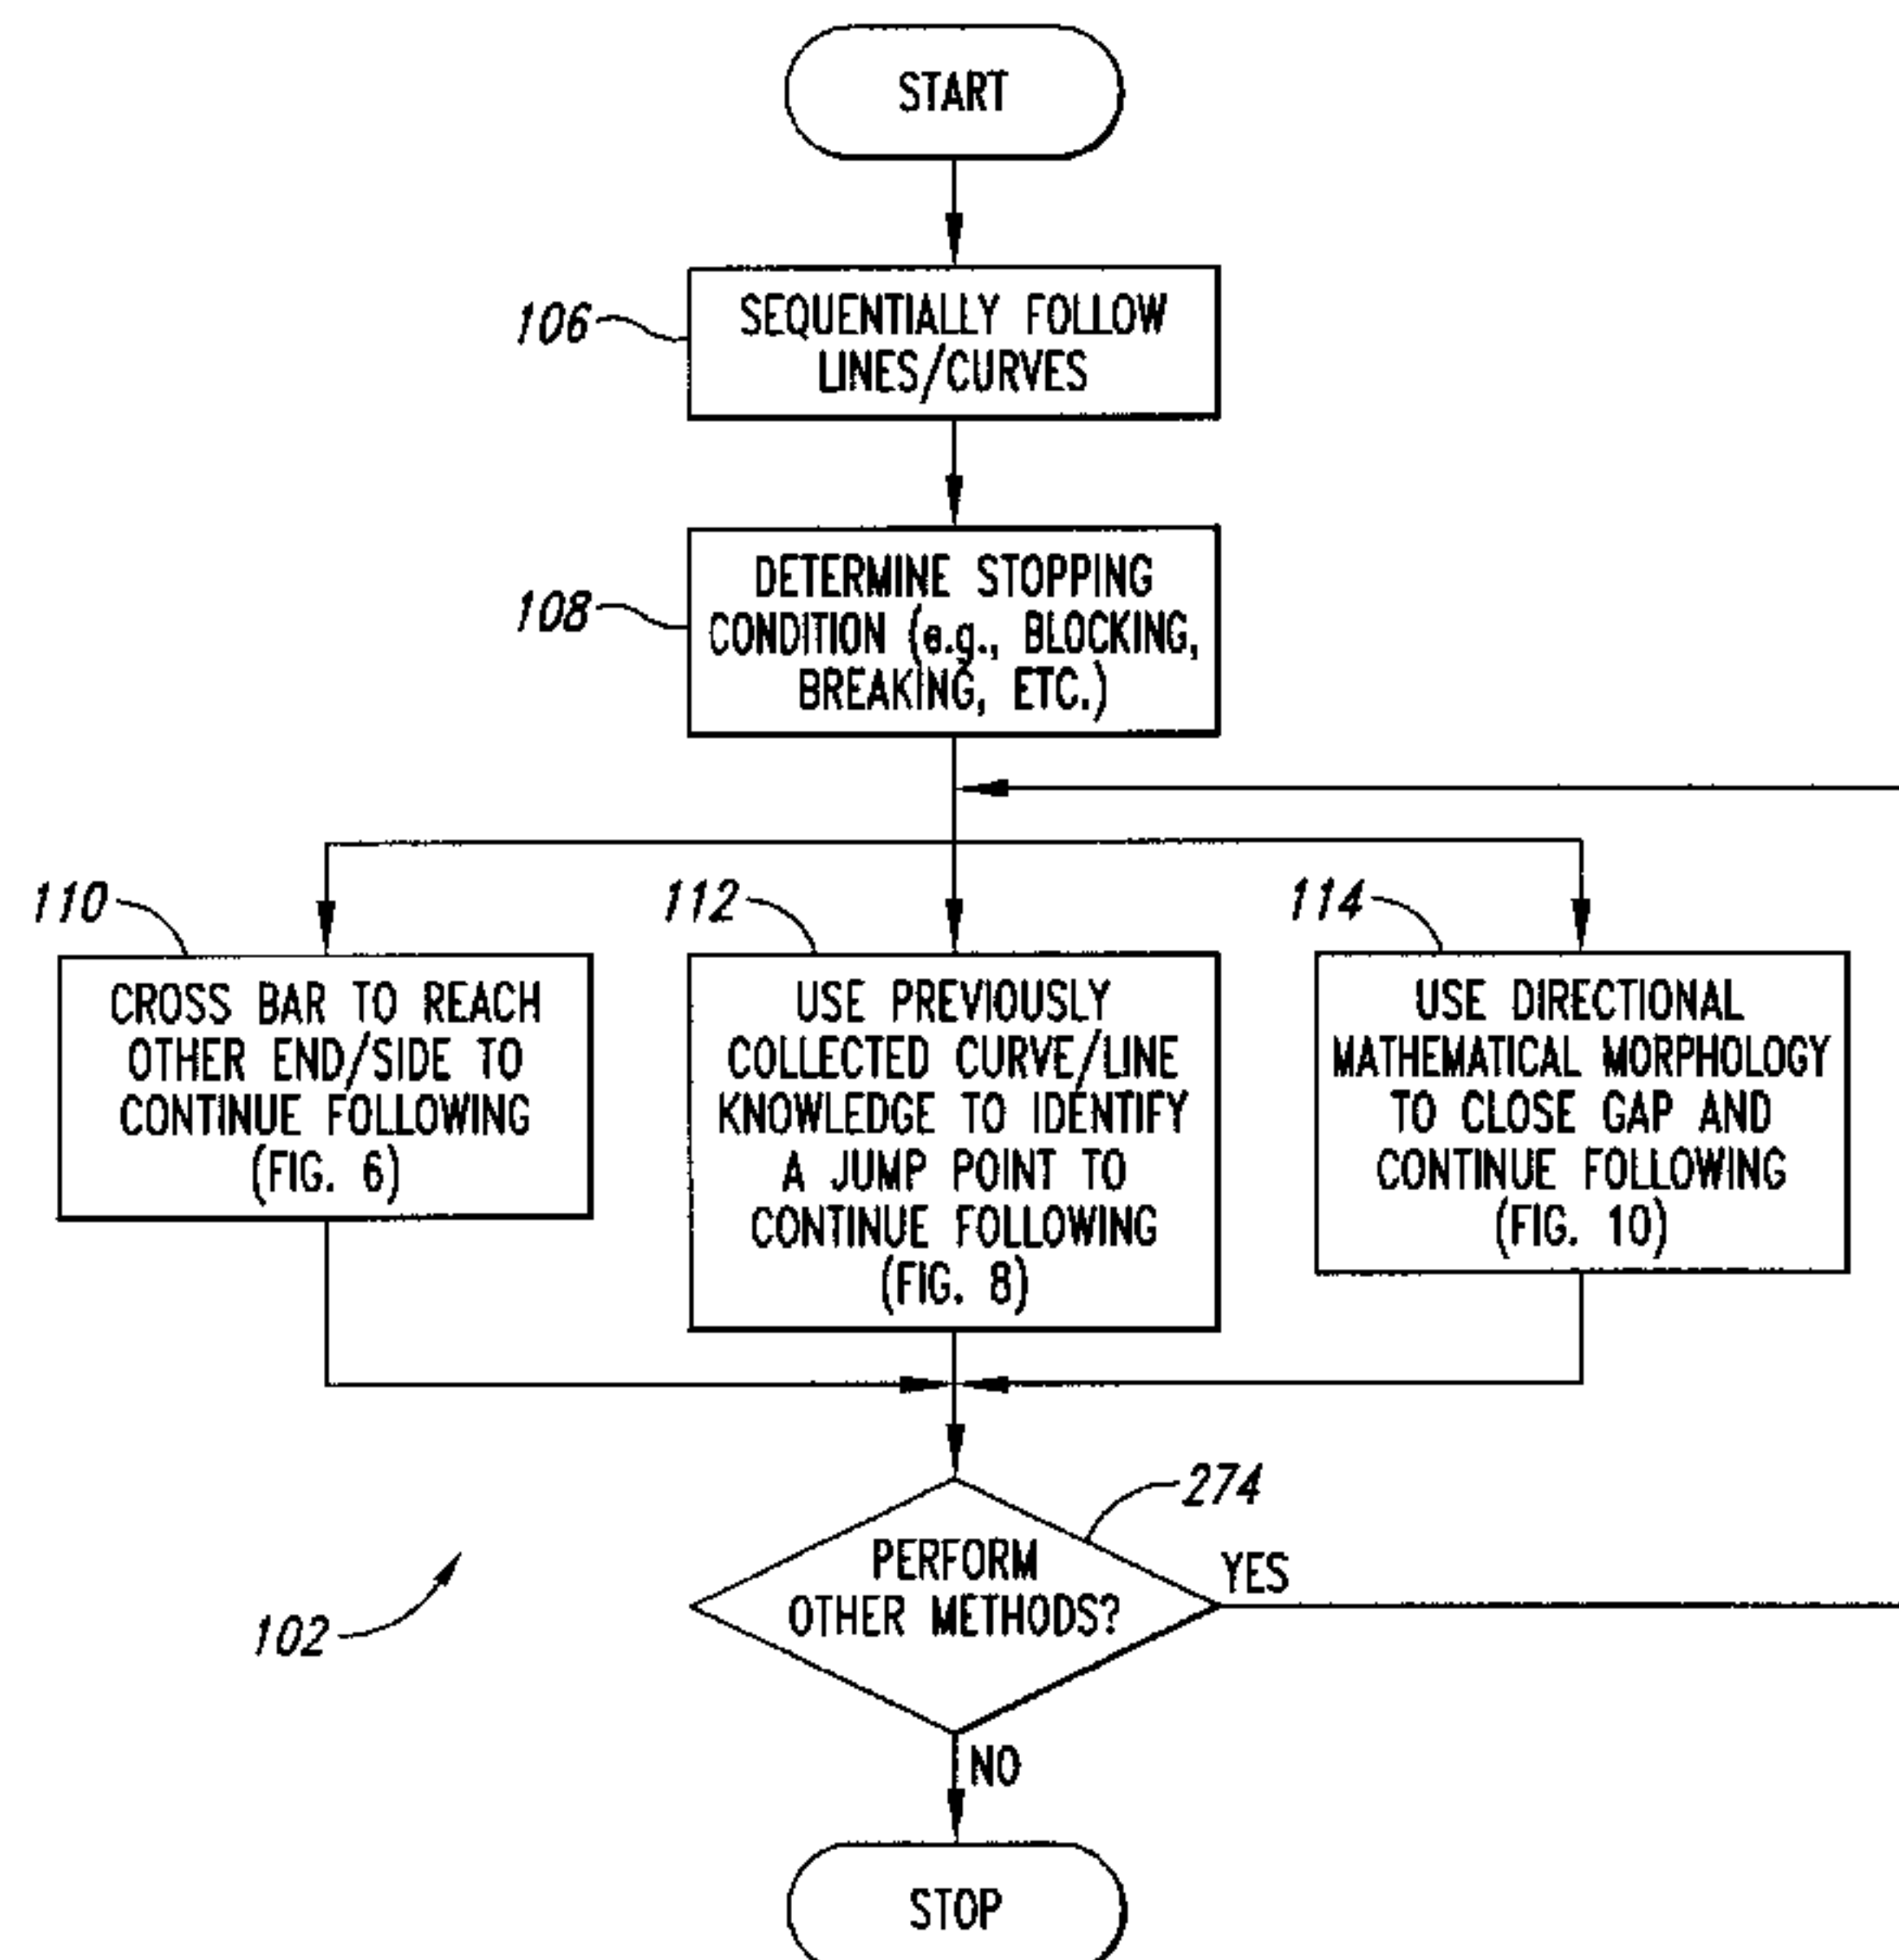 START
106
SEQUENTIALLY FOLLOW
LINES/CURVES
108
DETERMINE STOPPING
CONDITION (e.g., BLOCKING,
BREAKING, ETC.)
110
CROSS BAR TO REACH
OTHER END/SIDE TO
CONTINUE FOLLOWING
(FIG. 6)
112
USE PREVIOUSLY
COLLECTED CURVE/LINE
KNOWLEDGE TO IDENTIFY
A JUMP POINT TO
CONTINUE FOLLOWING
(FIG. 8)
114
USE DIRECTIONAL
MATHEMATICAL MORPHOLOGY
TO CLOSE GAP AND
CONTINUE FOLLOWING
(FIG. 10)
274
PERFORM
OTHER METHODS?
YES
102
NO
STOP